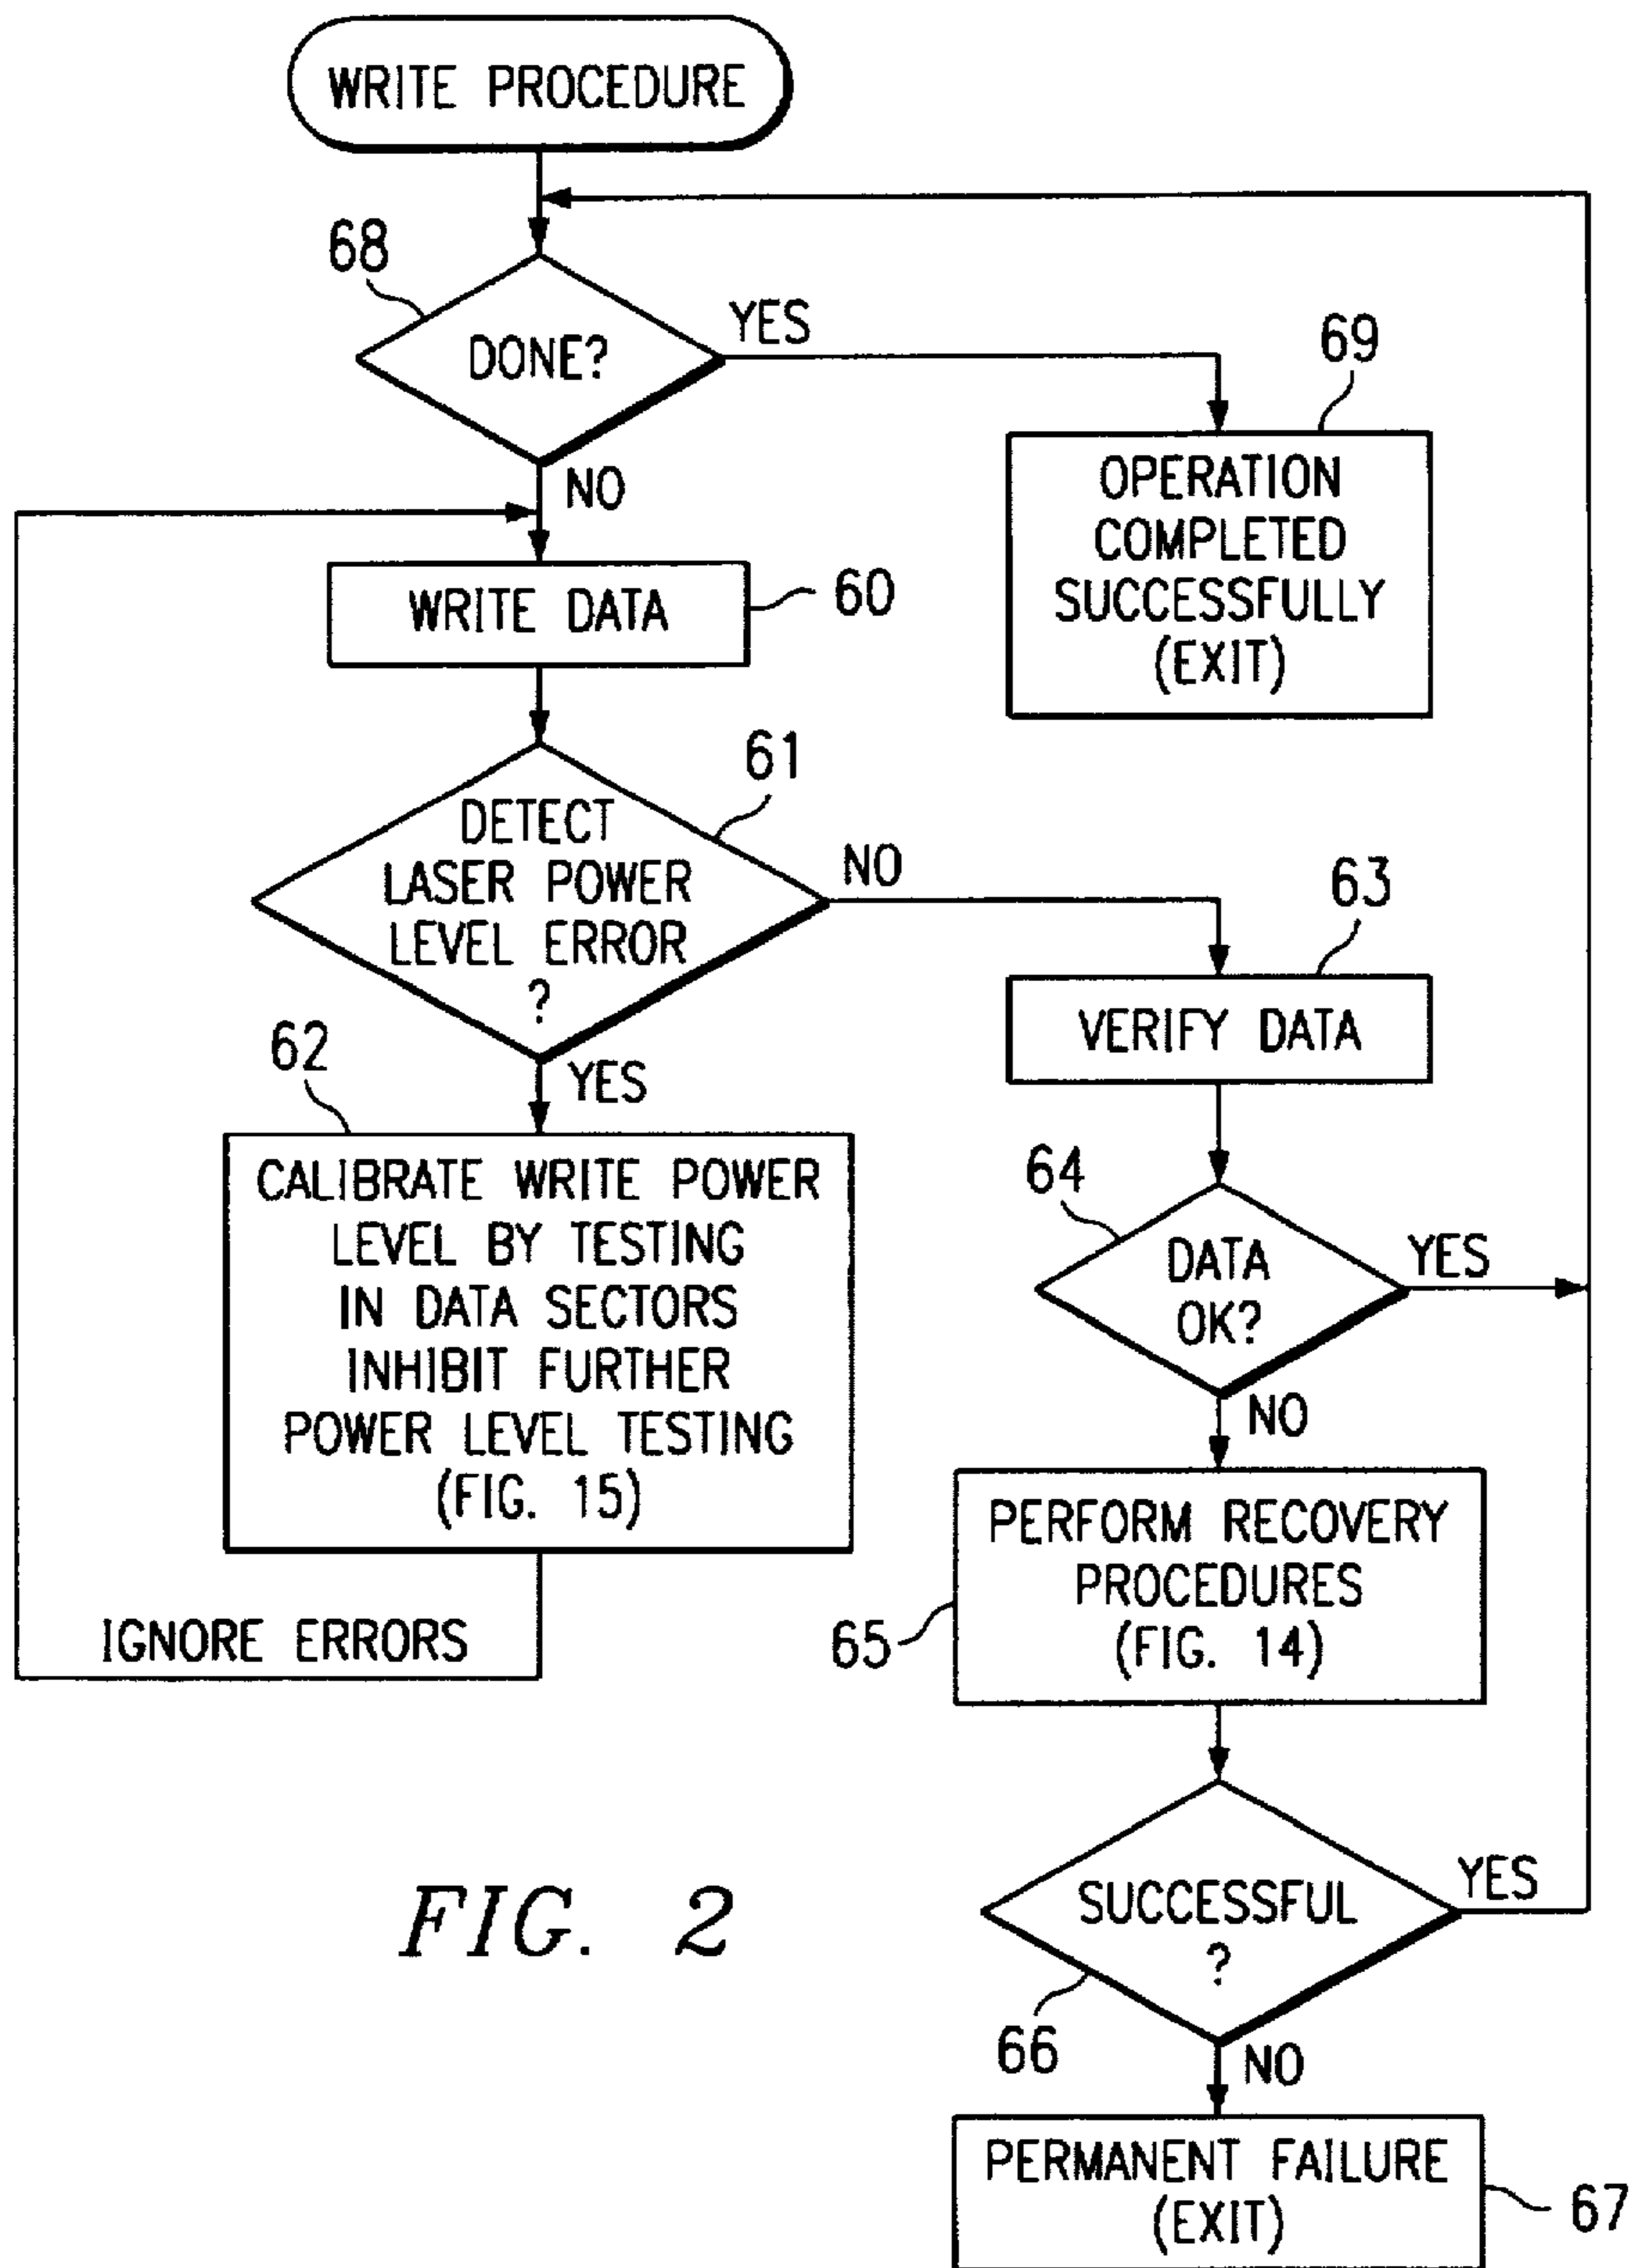 WRITE PROCEDURE
68
DONE?
YES
NO
69
OPERATION
COMPLETED
SUCCESSFULLY
(EXIT)
WRITE DATA
60
61
DETECT
LASER POWER
LEVEL ERROR
?
NO
YES
63
VERIFY DATA
62
CALIBRATE WRITE POWER
LEVEL BY TESTING
IN DATA SECTORS
INHIBIT FURTHER
POWER LEVEL TESTING
(FIG. 15)
IGNORE ERRORS
64
DATA
OK?
YES
NO
PERFORM RECOVERY
PROCEDURES
(FIG. 14)
65
SUCCESSFUL
?
YES
66
NO
PERMANENT FAILURE
(EXIT)
67
FIG. 2